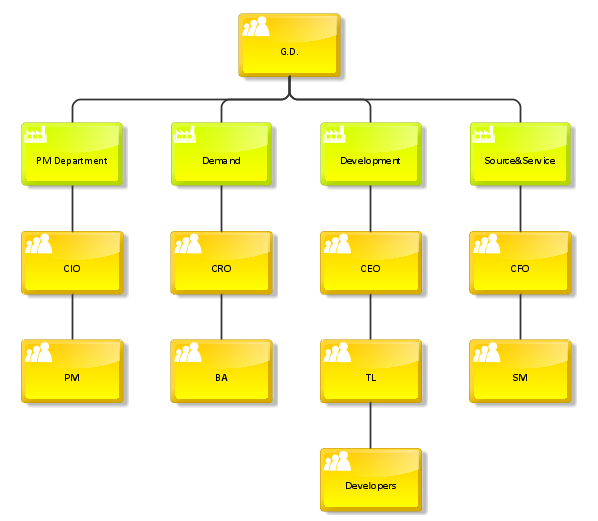 G.D.
PM Department
Demand
Development
Source&Service
CIO
CRO
CEO
CFO
PM
BA
TL
SM
Developers